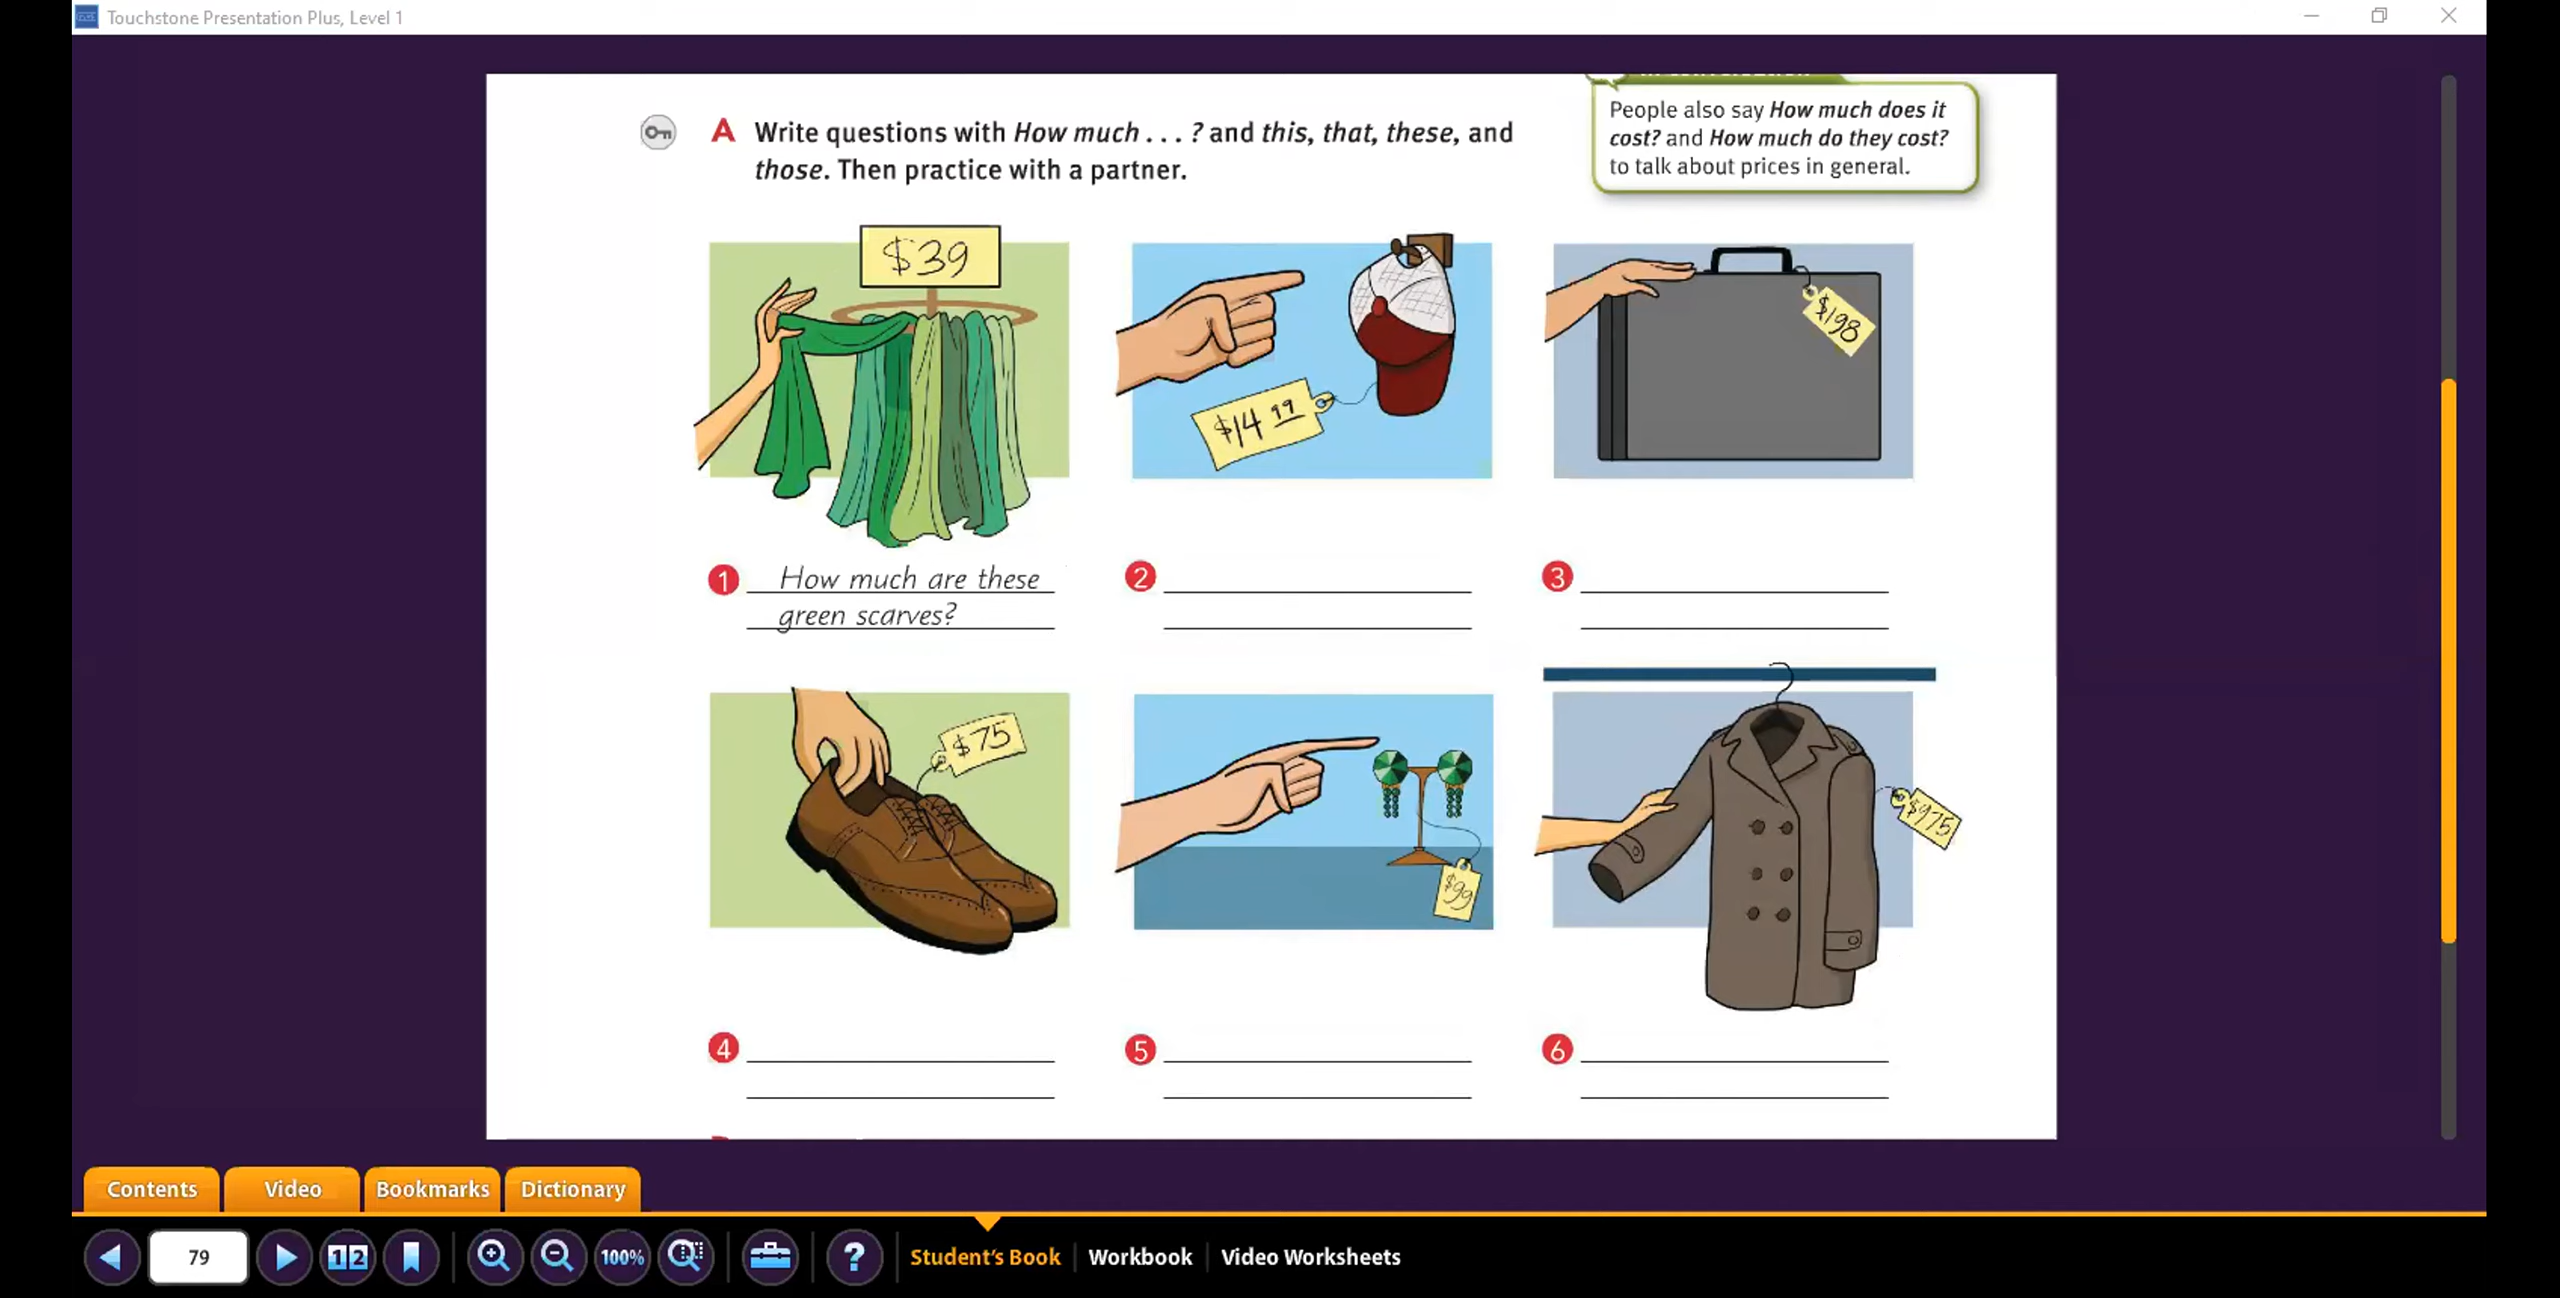 Touchstone Presentation Plus, Level 1
People also say How much does it
cost? and How much do they cost?
to talk about prices in general.
A Write questions with How much . . . ? and this, that, these, and
those. Then practice with a partner.
$39
$14 99
$198
1 How much are these
green scarves?
2
3
$75
$99
$975
4
5
6
Contents
Video
Bookmarks
Dictionary
79
12
100%
?
Student's Book
Workbook
Video Worksheets